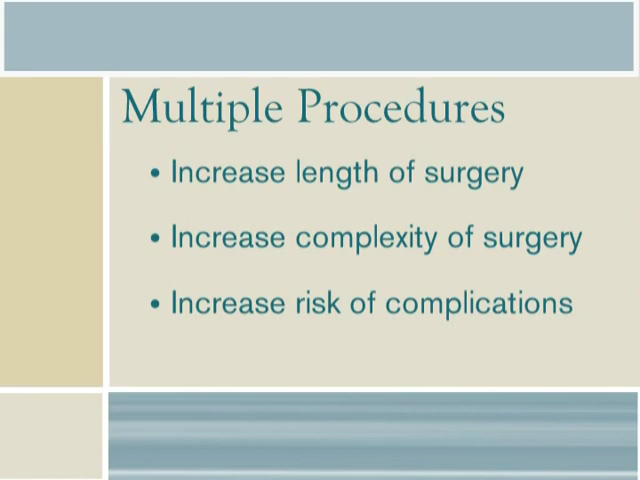 Multiple Procedures
• Increase length of surgery
• Increase complexity of surgery
• Increase risk of complications